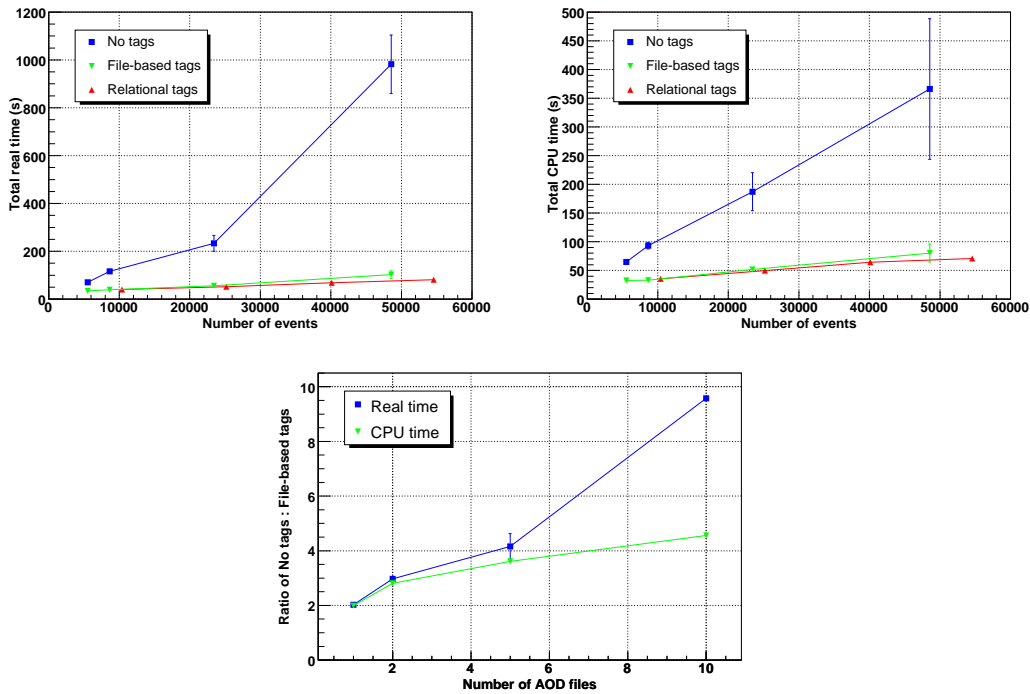 Total real time (s)
1200
1000
800
600
400
200
0
No tags
File-based tags
Relational tags
0 10000 20000 30000 40000 50000 60000
Number of events
Total CPU time (s)
500
450
400
350
300
250
200
150
100
50
0
No tags
File-based tags
Relational tags
0 10000 20000 30000 40000 50000 60000
Number of events
Ratio of No tags : File-based tags
10
8
6
4
2
0
Real time
CPU time
2 4 6 8 10
Number of AOD files